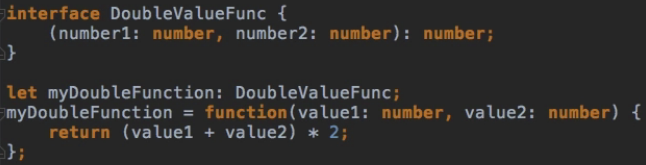 interface DoubleValueFunc {
    (number1: number, number2: number): number;
}
let myDoubleFunction: DoubleValueFunc;
myDoubleFunction = function(value1: number, value2: number) {
    return (value1 + value2) * 2;
};